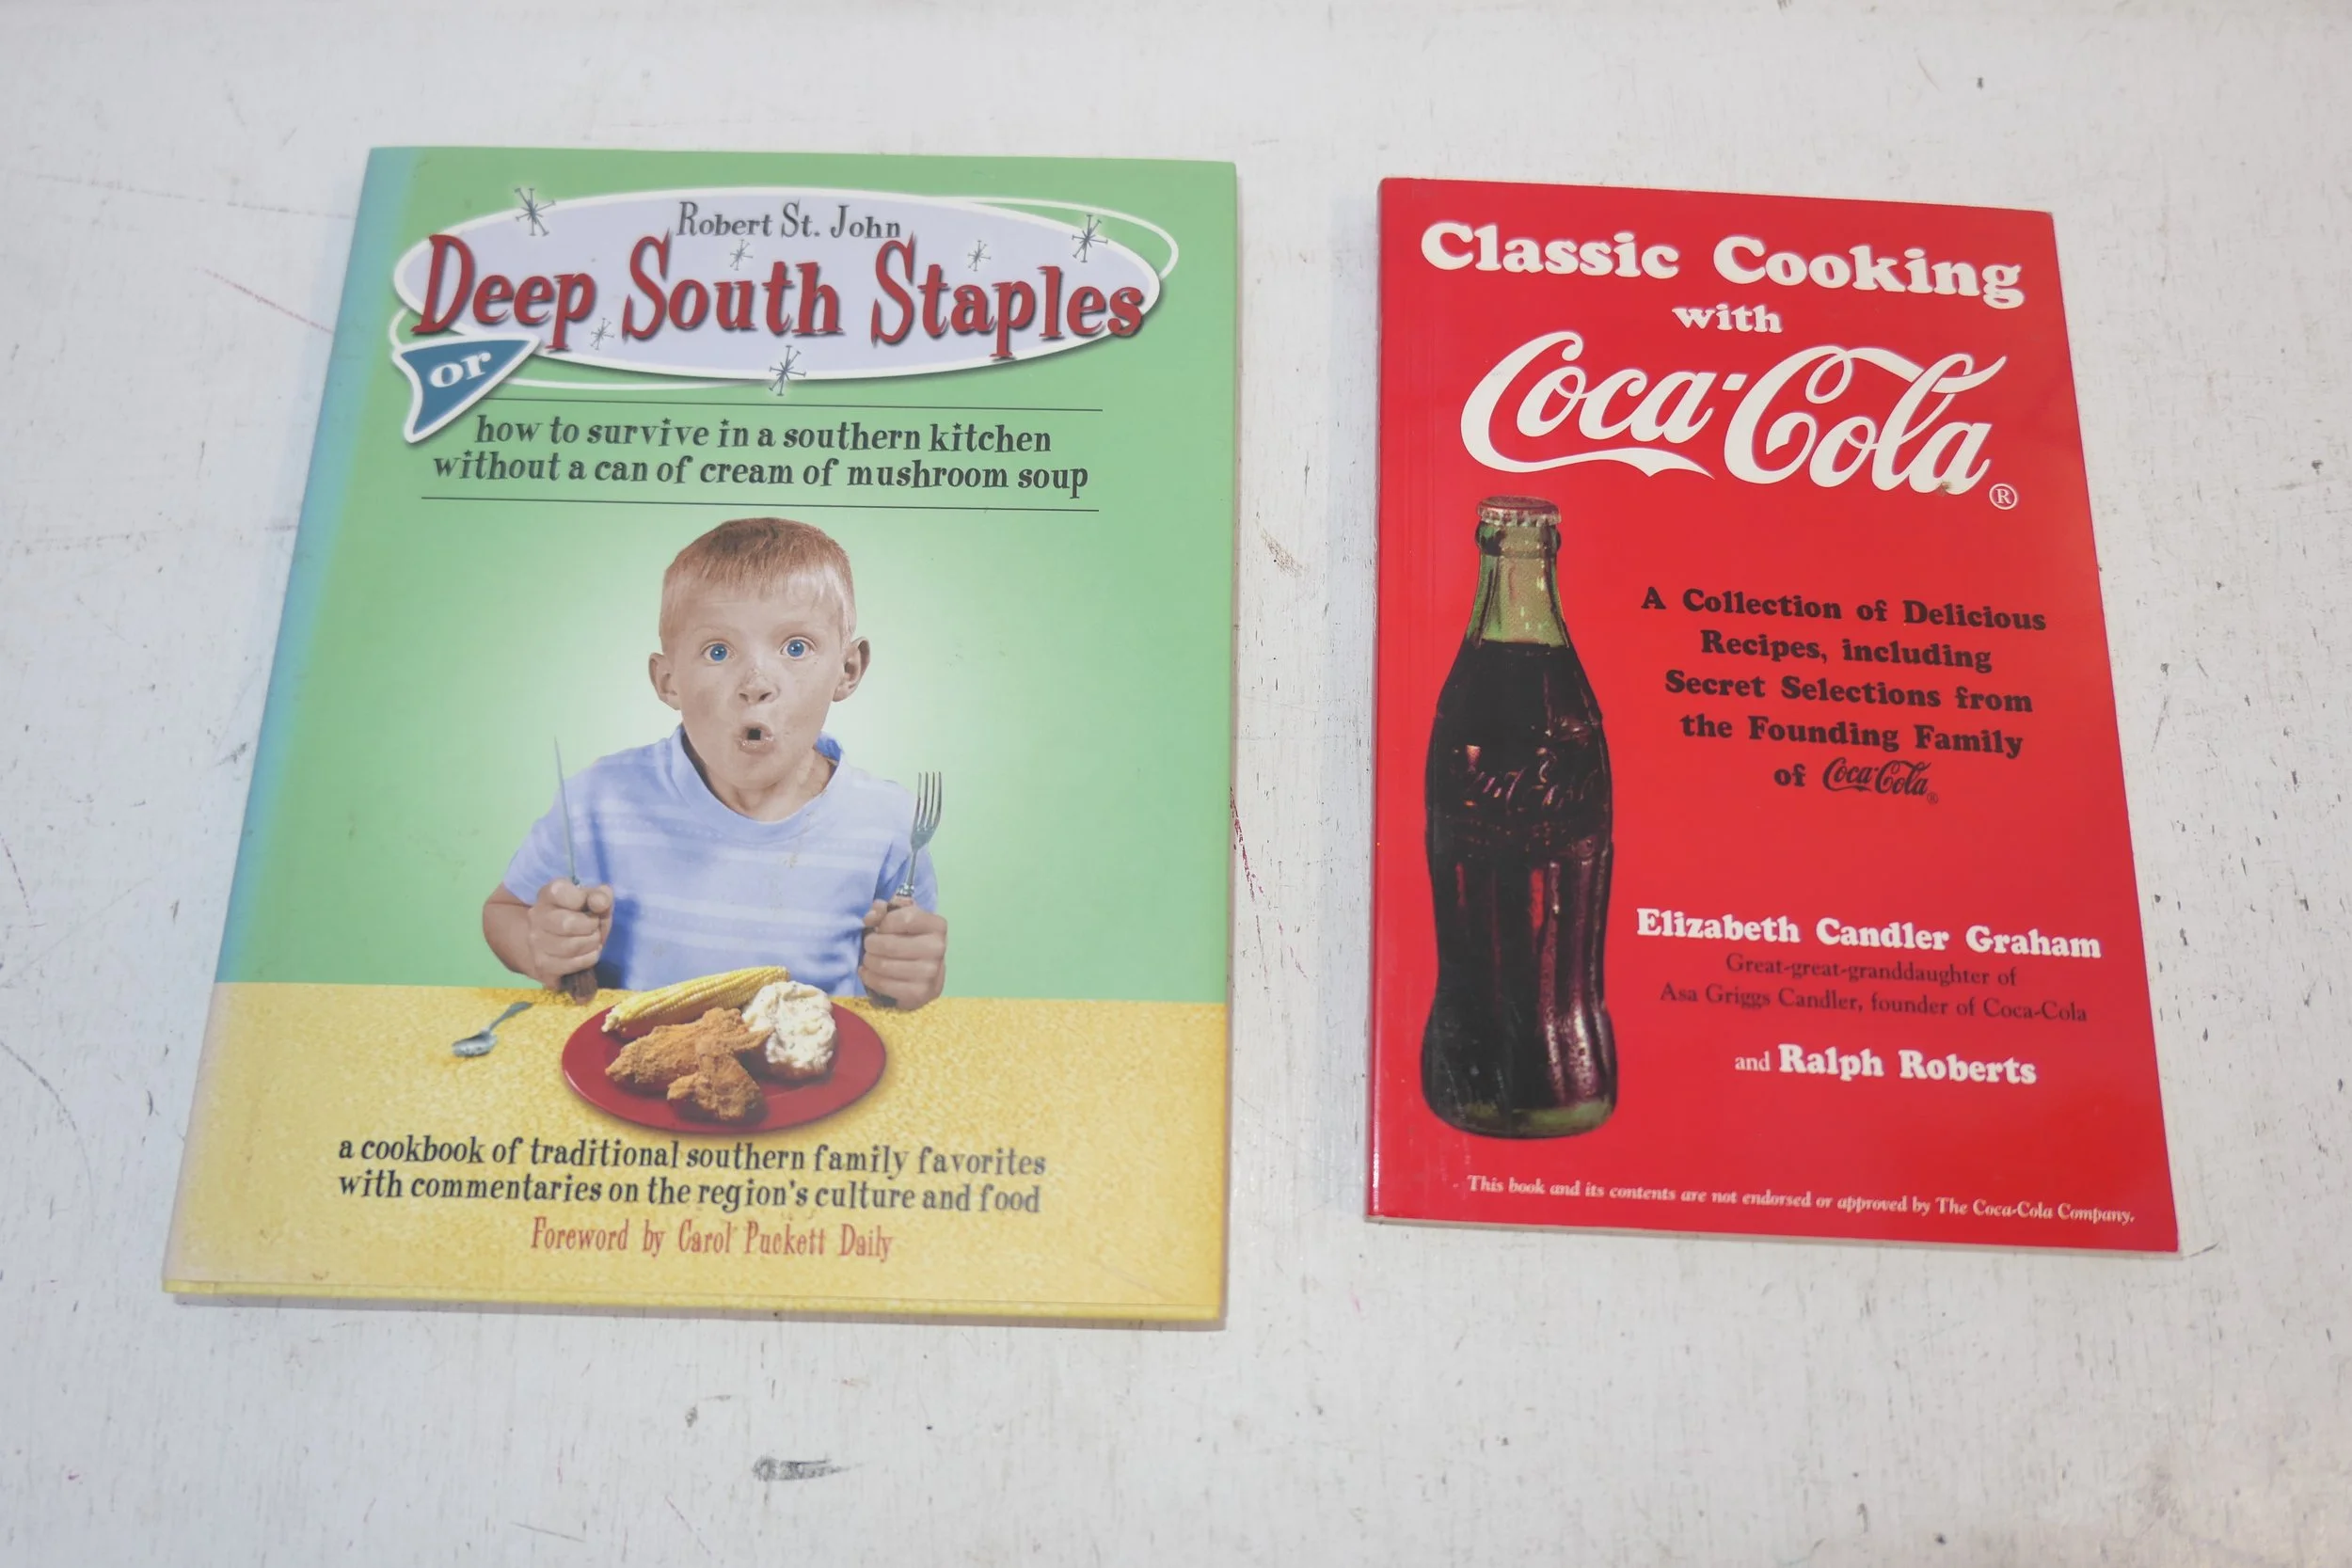 Robert St. John
Deep South Staples
or
how to survive in a southern kitchen
without a can of cream of mushroom soup
a cookbook of traditional southern family favorites
with commentaries on the region's culture and food
Foreword by Carol Puckett Daily
Classic Cooking
with
Coca-Cola®
A Collection of Delicious
Recipes, including
Secret Selections from
the Founding Family
of Coca-Cola®
Elizabeth Candler Graham
Great-great-granddaughter of
Asa Griggs Candler, founder of Coca-Cola
and Ralph Roberts
This book and its contents are not endorsed or approved by The Coca-Cola Company.